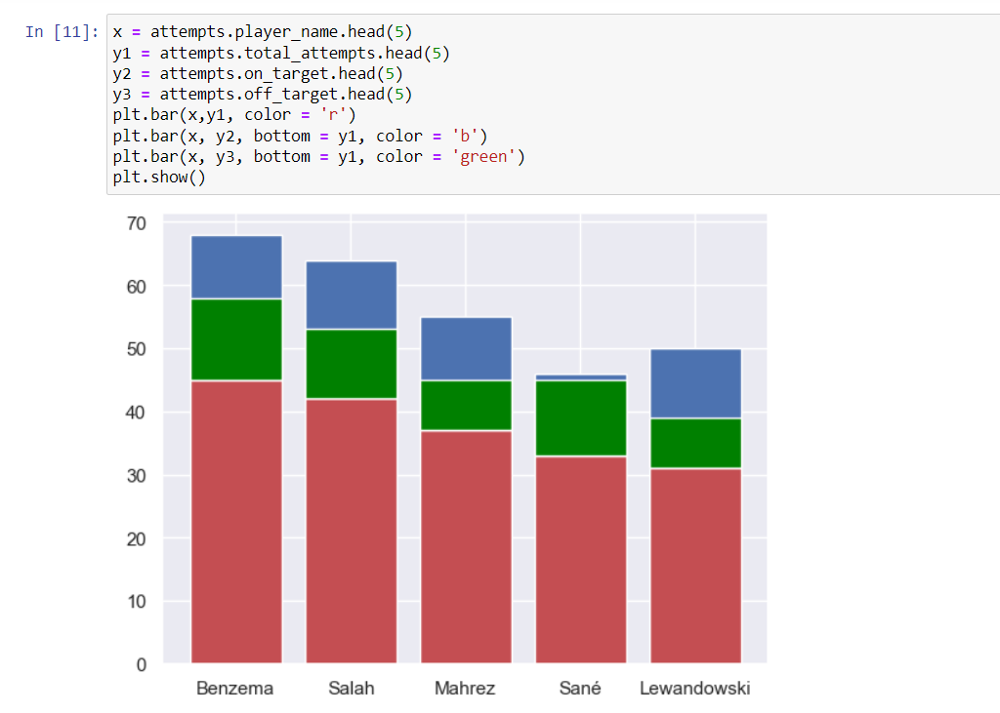 In [11]: x = attempts.player_name.head(5)
y1 = attempts.total_attempts.head(5)
y2 = attempts.on_target.head(5)
y3 = attempts.off_target.head(5)
plt.bar(x,y1, color = 'r')
plt.bar(x, y2, bottom = y1, color = 'b')
plt.bar(x, y3, bottom = y1, color = 'green')
plt.show()
70
60
50
40
30
20
10
0
Benzema Salah Mahrez Sané Lewandowski